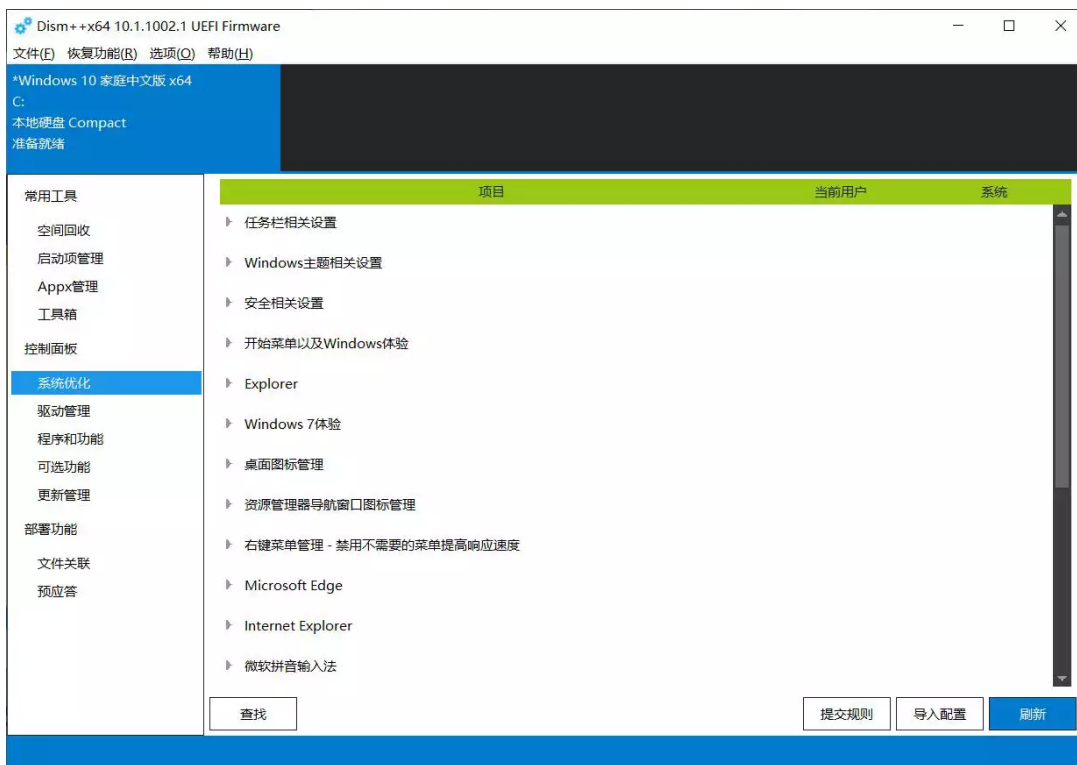 Dism++x64 10.1.1002.1 UEFI Firmware
文件(F) 恢复功能(R) 选项(O) 帮助(H)
*Windows 10 家庭中文版 x64
C:
本地硬盘 Compact
准备就绪
常用工具
空间回收
启动项管理
Appx管理
工具箱
控制面板
系统优化
驱动管理
程序和功能
可选功能
更新管理
部署功能
文件关联
预应答
项目 当前用户 系统
任务栏相关设置
Windows主题相关设置
安全相关设置
开始菜单以及Windows体验
Explorer
Windows 7体验
桌面图标管理
资源管理器导航窗口图标管理
右键菜单管理 - 禁用不需要的菜单提高响应速度
Microsoft Edge
Internet Explorer
微软拼音输入法
查找 提交规则 导入配置 刷新